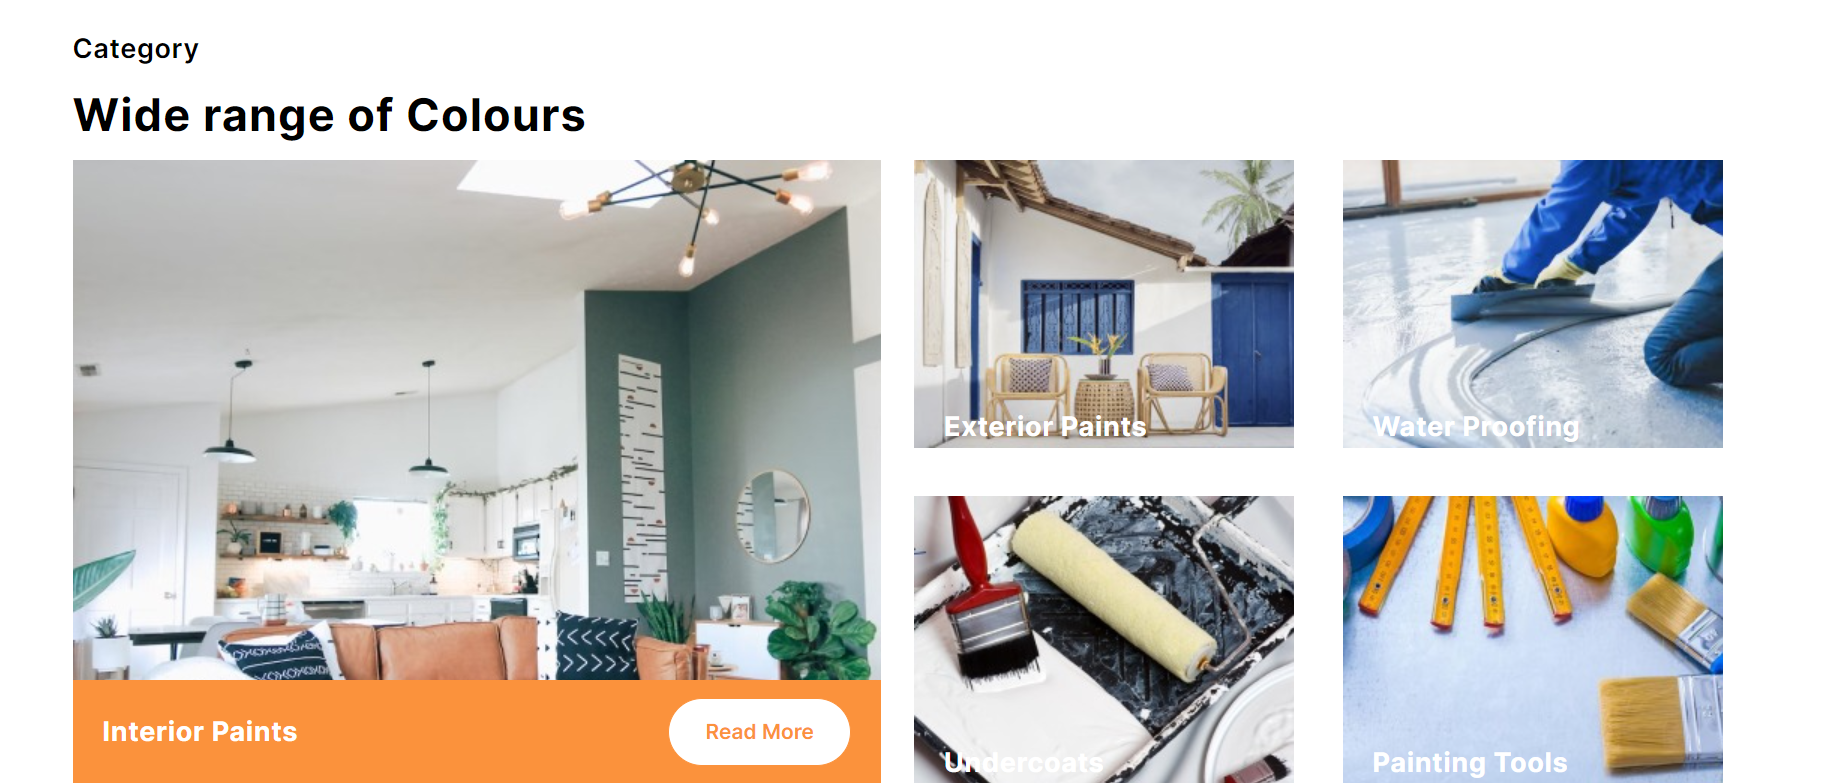 Category
Wide range of Colours
Exterior Paints
Water Proofing
Interior Paints
Read More
Undercoats
Painting Tools